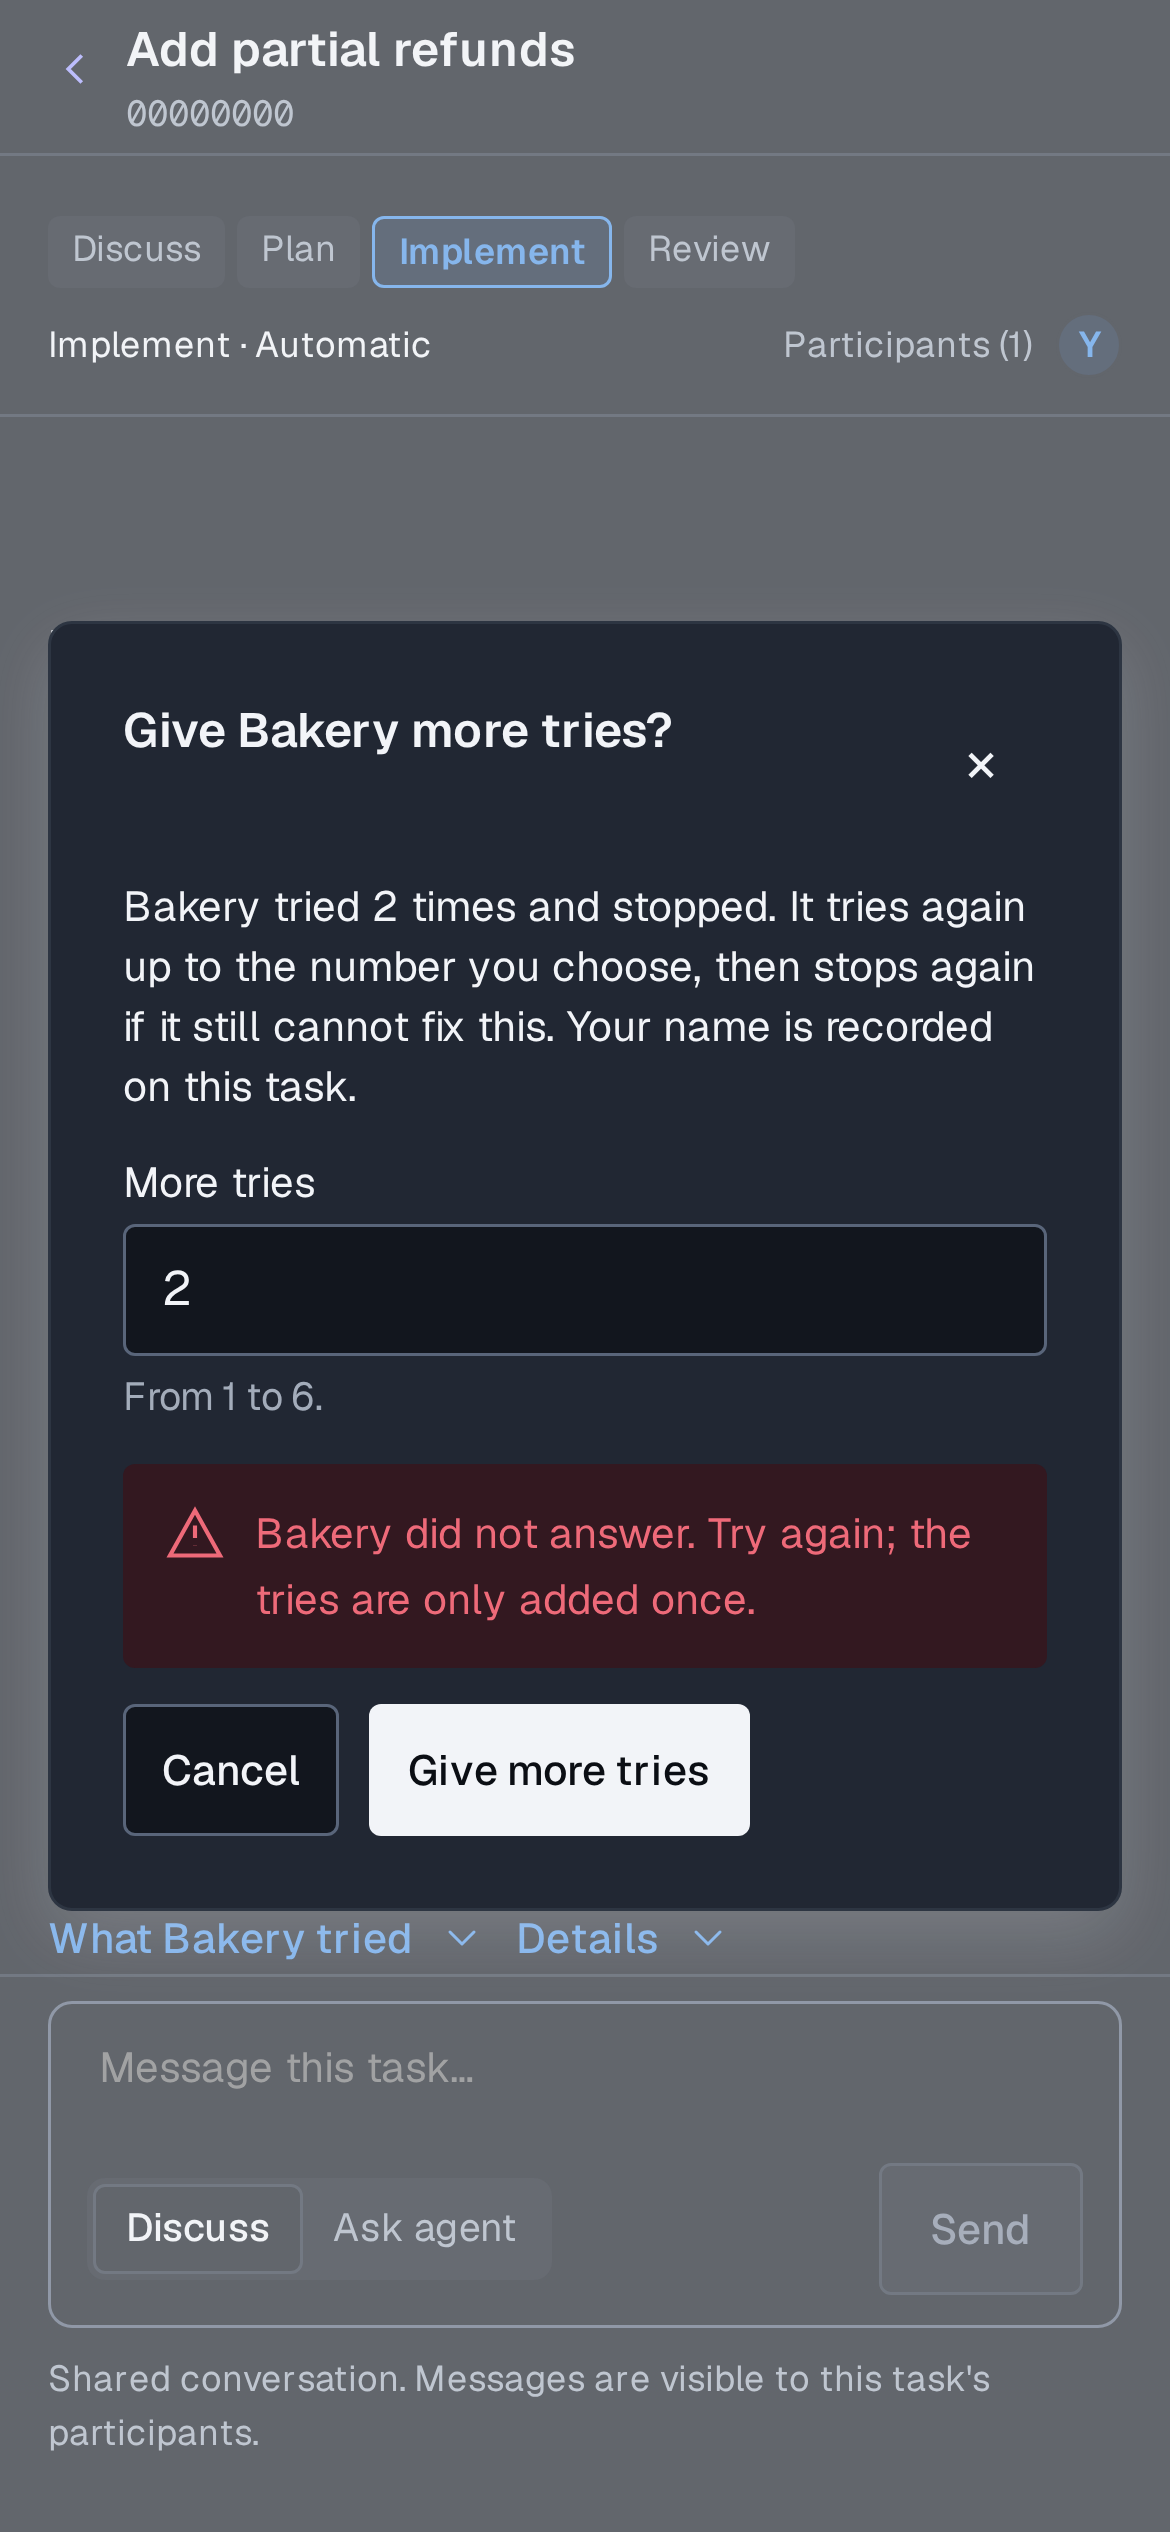 Add partial refunds
00000000
Discuss
Plan
Implement
Review
Implement · Automatic
Participants (1)
Y
Give Bakery more tries?
Bakery tried 2 times and stopped. It tries again
up to the number you choose, then stops again
if it still cannot fix this. Your name is recorded
on this task.
More tries
2
From 1 to 6.
Bakery did not answer. Try again; the
tries are only added once.
Cancel
Give more tries
What Bakery tried
Details
Message this task...
Discuss
Ask agent
Send
Shared conversation. Messages are visible to this task's
participants.